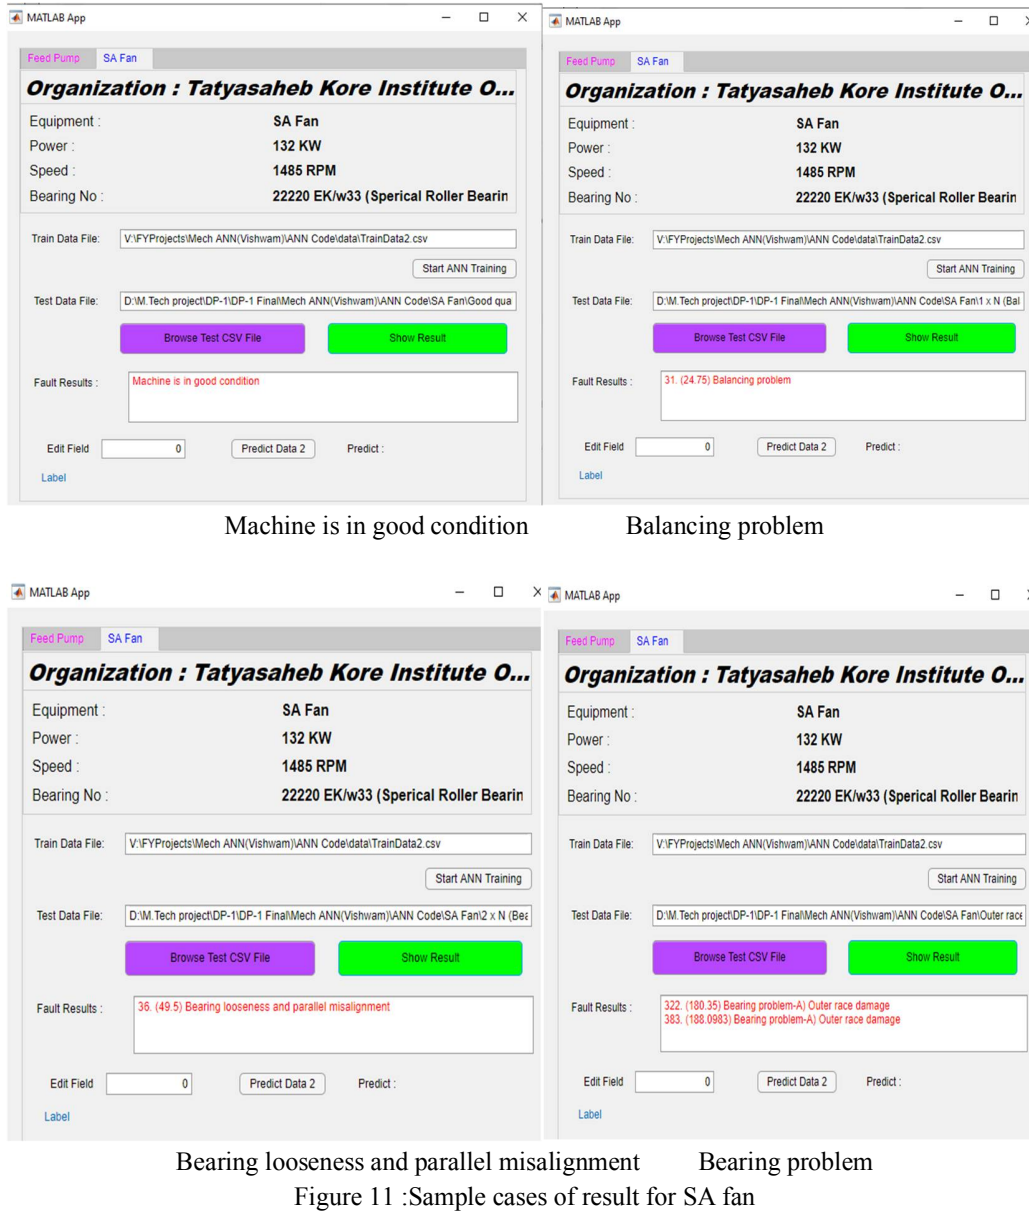 MATLAB App
Feed Pump SA Fan
Organization : Tatyasaheb Kore Institute O...
Equipment : SA Fan
Power : 132 KW
Speed : 1485 RPM
Bearing No : 22220 EK/w33 (Sperical Roller Bearin
Train Data File: V:\FYProjects\Mech ANN(Vishwam)\ANN Code\data\TrainData2.csv
Start ANN Training
Test Data File: D:\M.Tech project\DP-1\DP-1 Final\Mech ANN(Vishwam)\ANN Code\SA Fan\Good qua
Browse Test CSV File Show Result
Fault Results : Machine is in good condition
Edit Field 0 Predict Data 2 Predict :
Label
MATLAB App
Feed Pump SA Fan
Organization : Tatyasaheb Kore Institute O...
Equipment : SA Fan
Power : 132 KW
Speed : 1485 RPM
Bearing No : 22220 EK/w33 (Sperical Roller Bearin
Train Data File: V:\FYProjects\Mech ANN(Vishwam)\ANN Code\data\TrainData2.csv
Start ANN Training
Test Data File: D:\M.Tech project\DP-1\DP-1 Final\Mech ANN(Vishwam)\ANN Code\SA Fan\1 x N (Bal
Browse Test CSV File Show Result
Fault Results : 31. (24.75) Balancing problem
Edit Field 0 Predict Data 2 Predict :
Label
Machine is in good condition Balancing problem
MATLAB App
Feed Pump SA Fan
Organization : Tatyasaheb Kore Institute O...
Equipment : SA Fan
Power : 132 KW
Speed : 1485 RPM
Bearing No : 22220 EK/w33 (Sperical Roller Bearin
Train Data File: V:\FYProjects\Mech ANN(Vishwam)\ANN Code\data\TrainData2.csv
Start ANN Training
Test Data File: D:\M.Tech project\DP-1\DP-1 Final\Mech ANN(Vishwam)\ANN Code\SA Fan\2 x N (Bea
Browse Test CSV File Show Result
Fault Results : 36. (49.5) Bearing looseness and parallel misalignment
Edit Field 0 Predict Data 2 Predict :
Label
MATLAB App
Feed Pump SA Fan
Organization : Tatyasaheb Kore Institute O...
Equipment : SA Fan
Power : 132 KW
Speed : 1485 RPM
Bearing No : 22220 EK/w33 (Sperical Roller Bearin
Train Data File: V:\FYProjects\Mech ANN(Vishwam)\ANN Code\data\TrainData2.csv
Start ANN Training
Test Data File: D:\M.Tech project\DP-1\DP-1 Final\Mech ANN(Vishwam)\ANN Code\SA Fan\Outer race
Browse Test CSV File Show Result
Fault Results : 322. (180.35) Bearing problem-A) Outer race damage
383. (188.0983) Bearing problem-A) Outer race damage
Edit Field 0 Predict Data 2 Predict :
Label
Bearing looseness and parallel misalignment Bearing problem
Figure 11 :Sample cases of result for SA fan